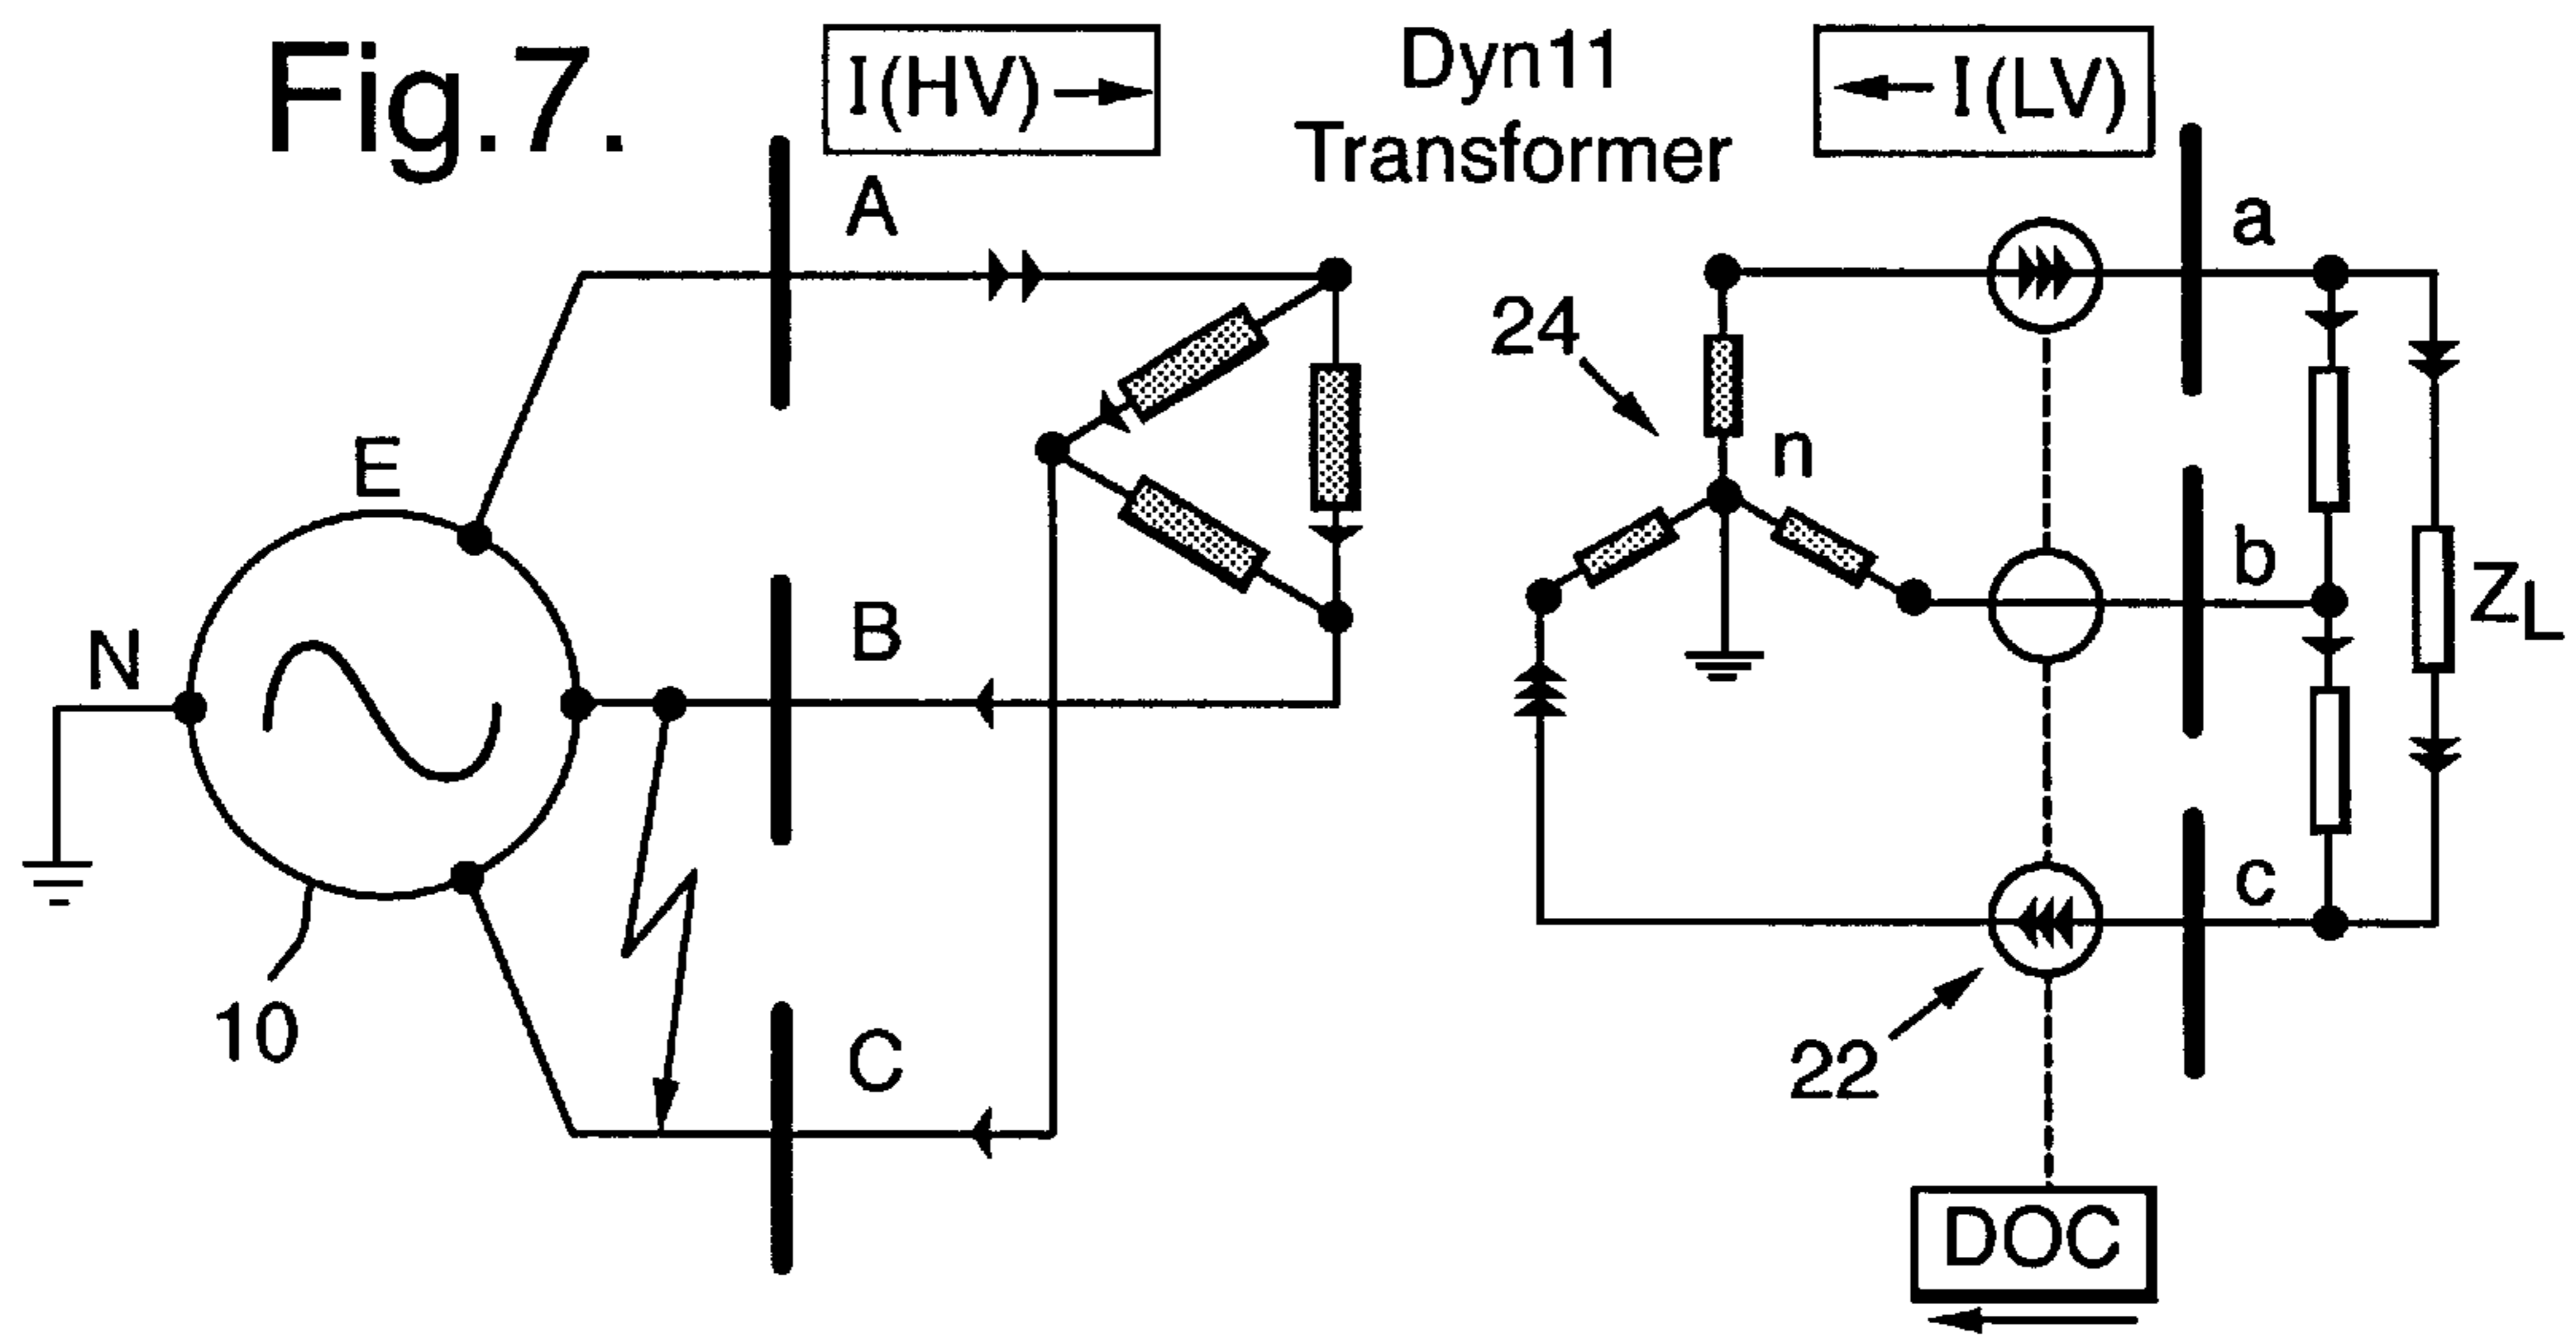 Fig.7.
I(HV)
Dyn11
Transformer
I(LV)
A
a
24
n
E
b
ZL
B
N
c
C
10
22
DOC